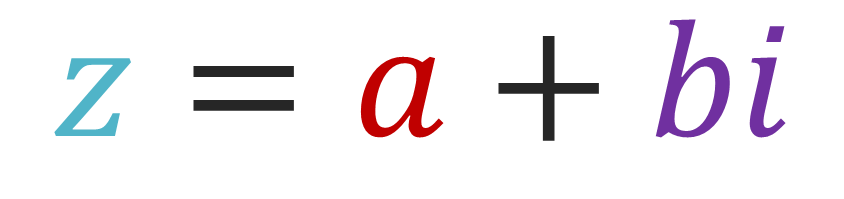 z = a + bi